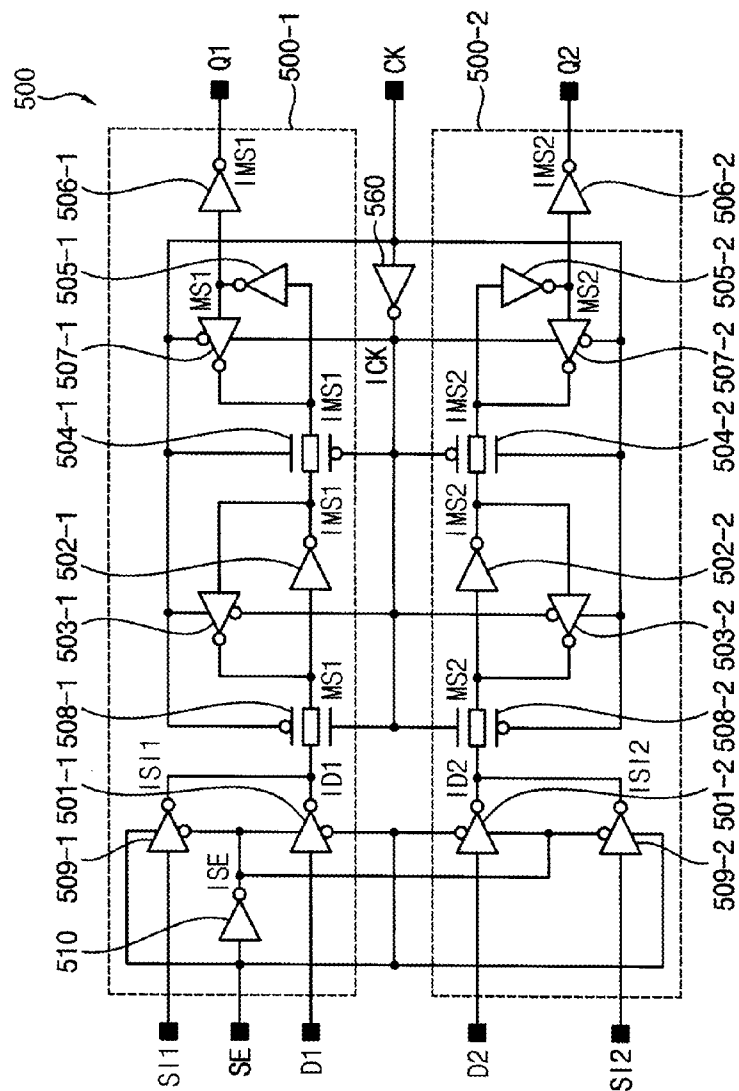 500
500-1
500-2
Q1
CK
Q2
506-1
505-1
507-1
504-1
502-1
503-1
508-1
501-1
509-1
510
560
506-2
505-2
507-2
504-2
502-2
503-2
508-2
501-2
509-2
IMS1
MS1
IMS1
IMS1
MS1
ISI1
ID1
ISE
ICK
IMS2
MS2
IMS2
IMS2
MS2
ID2
ISI2
SI1
SE
D1
D2
SI2